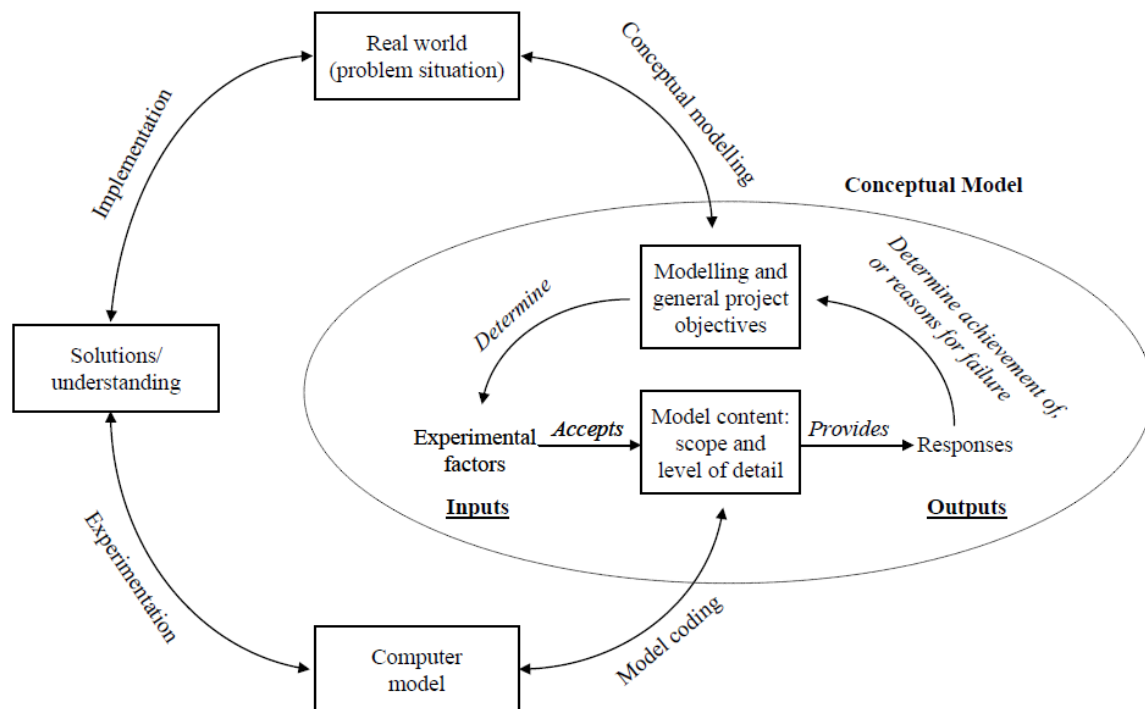 Real world
(problem situation)
Conceptual modelling
Implementation
Conceptual Model
Modelling and
general project
objectives
Determine
Determine achievement of,
or reasons for failure
Solutions/
understanding
Experimental
factors
Accepts
Model content:
scope and
level of detail
Provides
Responses
Inputs
Outputs
Experimentation
Model coding
Computer
model